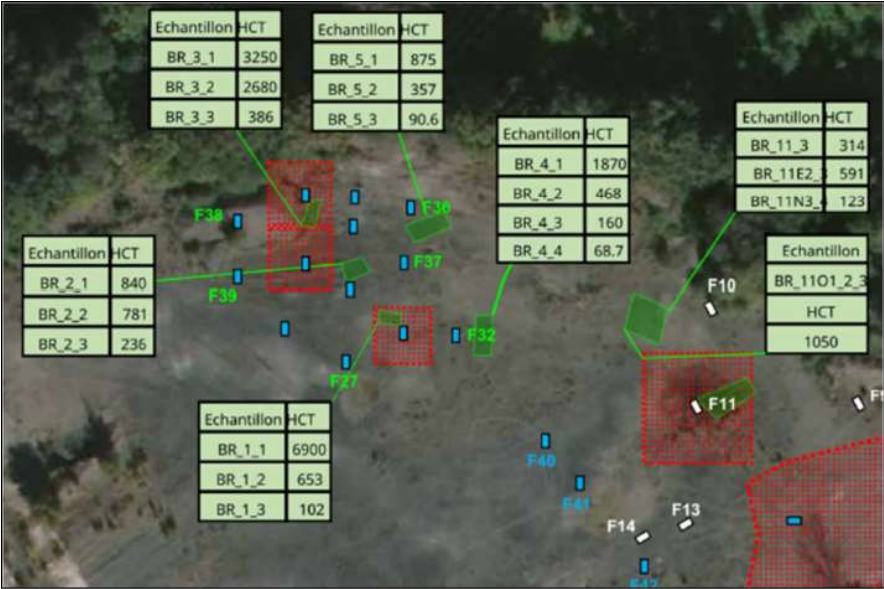 Echantillon HCT
BR_3_1 3250
BR_3_2 2680
BR_3_3 386
Echantillon HCT
BR_5_1 875
BR_5_2 357
BR_5_3 90.6
Echantillon HCT
BR_4_1 1870
BR_4_2 468
BR_4_3 160
BR_4_4 68.7
Echantillon HCT
BR_11_3 314
BR_11E2_ 591
BR_11N3_ 123
Echantillon
BR_11O1_2_3
HCT
1050
Echantillon HCT
BR_2_1 840
BR_2_2 781
BR_2_3 236
Echantillon HCT
BR_1_1 6900
BR_1_2 653
BR_1_3 102
F38
F36
F37
F39
F32
F27
F10
F11
F40
F41
F14
F13
F42